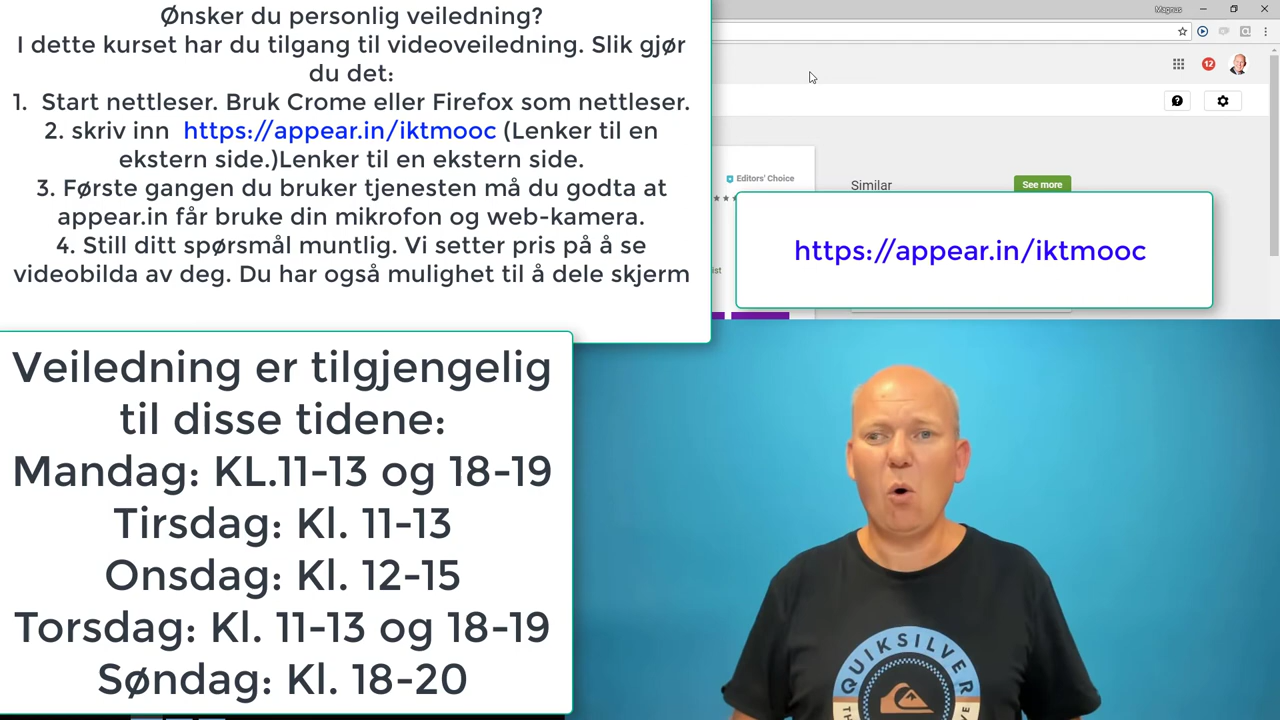 Ønsker du personlig veiledning?
I dette kurset har du tilgang til videoveiledning. Slik gjør
du det:
1. Start nettleser. Bruk Crome eller Firefox som nettleser.
2. skriv inn https://appear.in/iktmooc (Lenker til en
ekstern side.)Lenker til en ekstern side.
3. Første gangen du bruker tjenesten må du godta at
appear.in får bruke din mikrofon og web-kamera.
4. Still ditt spørsmål muntlig. Vi setter pris på å se
videobilda av deg. Du har også mulighet til å dele skjerm
Magnus
12
Editors' Choice
Similar
See more
https://appear.in/iktmooc
Veiledning er tilgjengelig
til disse tidene:
Mandag: KL.11-13 og 18-19
Tirsdag: Kl. 11-13
Onsdag: Kl. 12-15
Torsdag: Kl. 11-13 og 18-19
Søndag: Kl. 18-20
QUIKSILVER